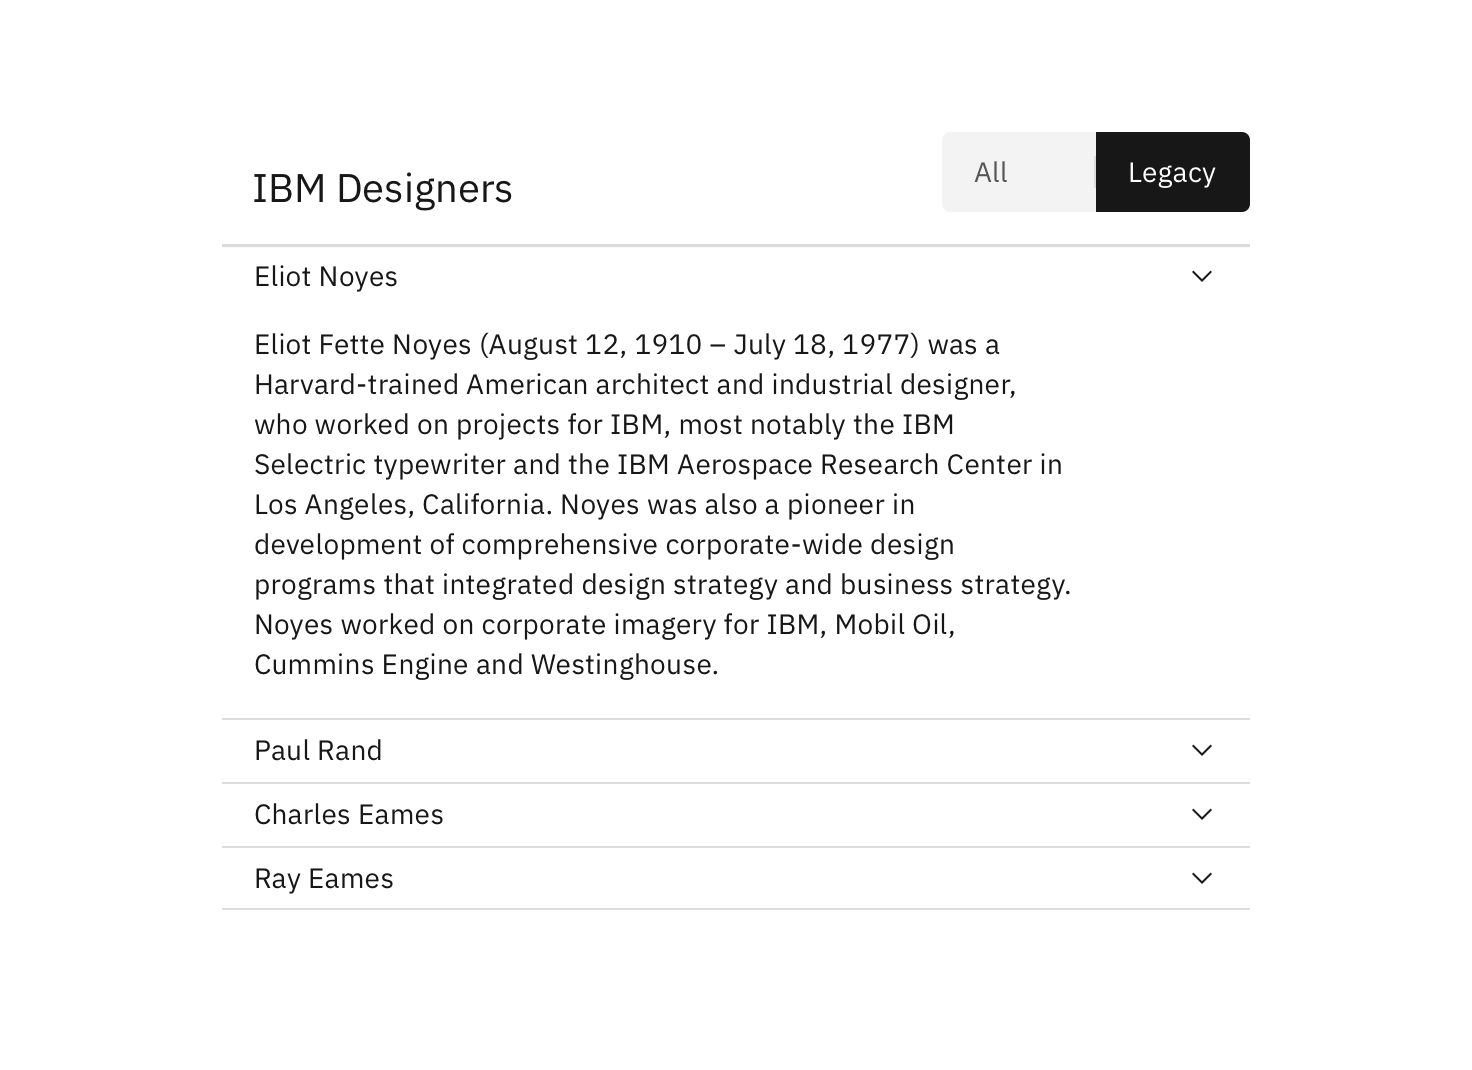 IBM Designers
All
Legacy
Eliot Noyes
Eliot Fette Noyes (August 12, 1910 – July 18, 1977) was a
Harvard-trained American architect and industrial designer,
who worked on projects for IBM, most notably the IBM
Selectric typewriter and the IBM Aerospace Research Center in
Los Angeles, California. Noyes was also a pioneer in
development of comprehensive corporate-wide design
programs that integrated design strategy and business strategy.
Noyes worked on corporate imagery for IBM, Mobil Oil,
Cummins Engine and Westinghouse.
Paul Rand
Charles Eames
Ray Eames